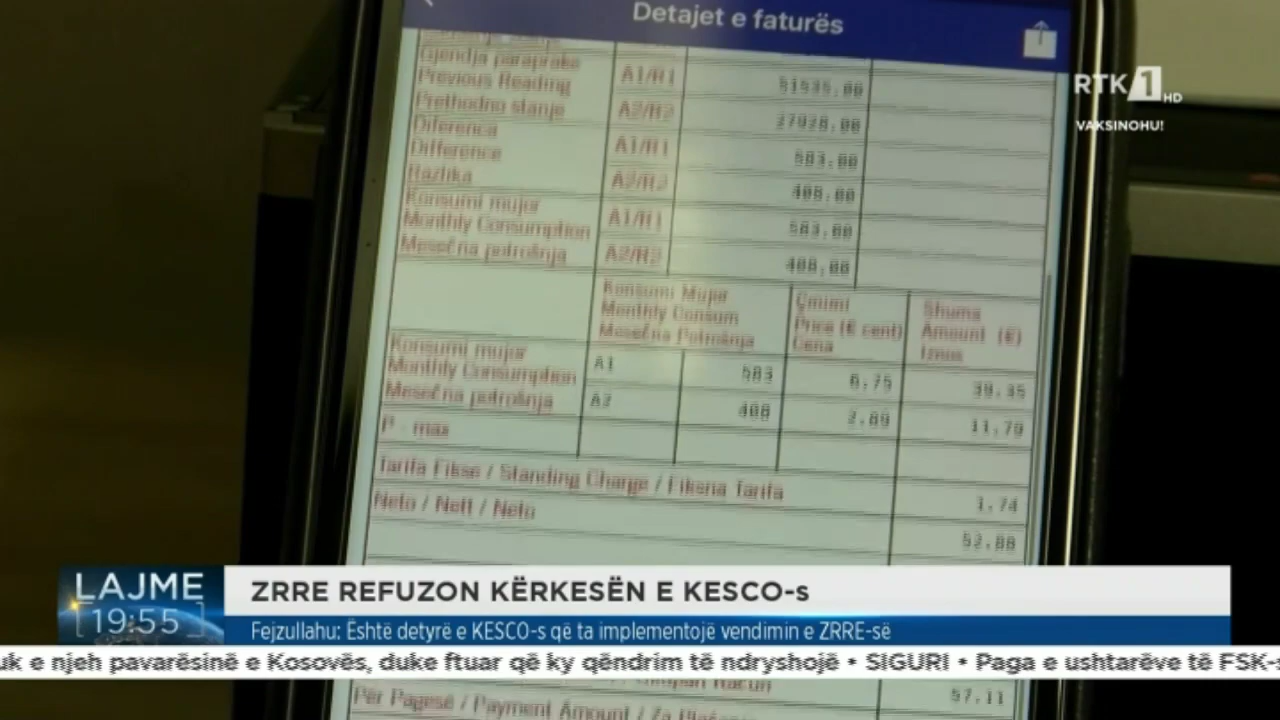 Detajet e faturës
RTK 1 HD
VAKSINOHU!
Gjendja paraprake
Previous Reading
Prethodno stanje
A1/R1 51535.00
A2/R2 27928.00
Diferenca
Difference
Razlika
A1/R1 583.00
A2/R2 408.00
Konsumi mujor
Monthly Consumption
Mesečna potrošnja
A1/R1 583.00
A2/R2 408.00
Konsumi Mujor
Monthly Consum
Mesečna Potrošnja
Çmimi
Price (€ cent)
Cena
Shuma
Amount (€)
Iznos
Konsumi mujor
Monthly Consumption
Mesečna potrošnja
A1 583 6.75 39.35
A2 408 2.89 11.79
P - max
Tarifa Fikse / Standing Charge / Fiksna Tarifa 1.74
Neto / Nett / Neto 52.88
LAJME
19:55
ZRRE REFUZON KËRKESËN E KESCO-s
Fejzullahu: Është detyrë e KESCO-s që ta implementojë vendimin e ZRRE-së
uk e njeh pavarësinë e Kosovës, duke ftuar që ky qëndrim të ndryshojë • SIGURI • Paga e ushtarëve të FSK-s
57.11
Për Pagesë / Payment Amount / Za